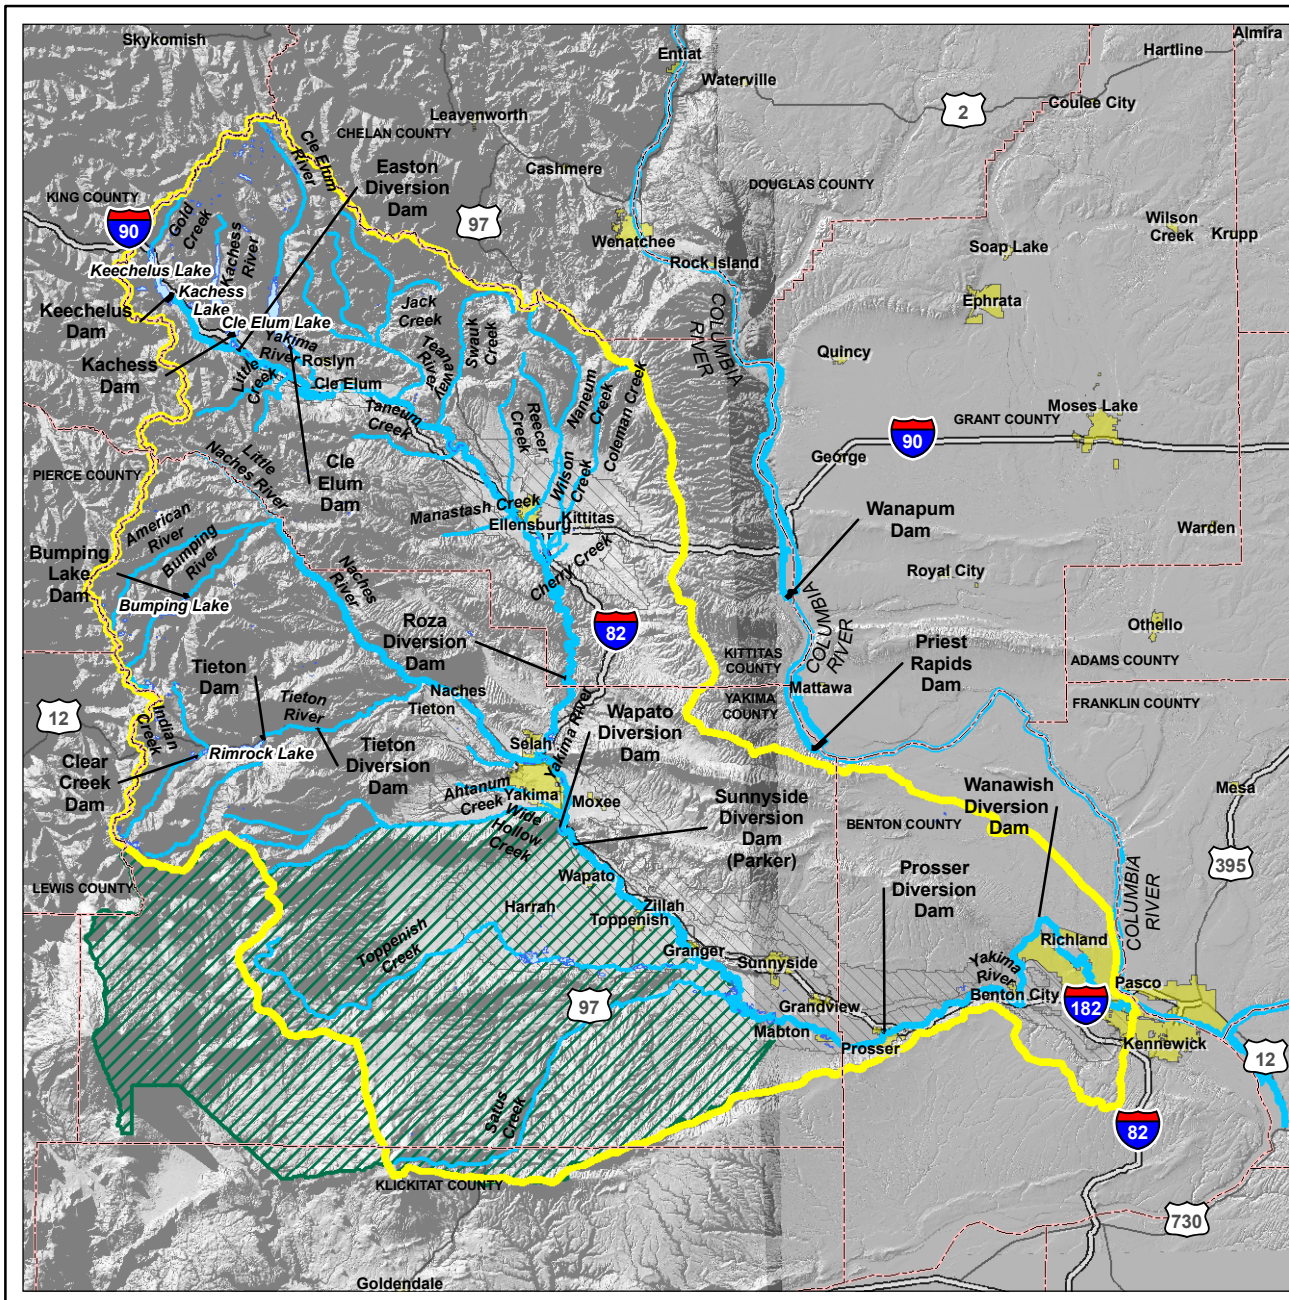 Skykomish
Almira
Hartline
Entiat
Waterville
Coulee City
2
Leavenworth
CHELAN COUNTY
Cle Elum
River
Easton
Diversion
Dam
Cashmere
DOUGLAS COUNTY
KING COUNTY
90
Gold
Creek
Kachess
River
97
Wenatchee
Rock Island
Wilson
Creek
Krupp
Soap Lake
Keechelus Lake
Kachess
Lake
Keechelus
Dam
Cle Elum Lake
Kachess
Dam
Yakima
River
Roslyn
Little
Creek
Cle Elum
Jack
Creek
Teanaway
River
Swauk
Creek
COLUMBIA
RIVER
Ephrata
Quincy
Taneum
Creek
Reecer
Creek
Naneum
Creek
Coleman Creek
Wilson
Creek
GRANT COUNTY
Moses Lake
90
George
PIERCE COUNTY
Little
Naches River
Cle
Elum
Dam
Manastash Creek
Ellensburg
Kittitas
Wanapum
Dam
Warden
American
River
Bumping
River
Bumping
Lake
Dam
Bumping Lake
Naches
River
Cherry Creek
Royal City
COLUMBIA
RIVER
Roza
Diversion
Dam
82
Othello
Priest
Rapids
Dam
KITTITAS
COUNTY
ADAMS COUNTY
Tieton
Dam
Mattawa
YAKIMA
COUNTY
FRANKLIN COUNTY
12
Indian
Creek
Tieton
River
Naches
Tieton
Yakima River
Wapato
Diversion
Dam
Clear
Creek
Dam
Rimrock Lake
Tieton
Diversion
Dam
Selah
Ahtanum
Creek
Yakima
Moxee
Wide
Hollow
Creek
Sunnyside
Diversion
Dam
(Parker)
Wanawish
Diversion
Dam
Mesa
BENTON COUNTY
395
LEWIS COUNTY
Prosser
Diversion
Dam
COLUMBIA
RIVER
Wapato
Harrah
Zillah
Toppenish
Toppenish
Creek
Granger
Sunnyside
Richland
Yakima
River
Benton City
Pasco
97
Grandview
182
Mabton
Prosser
Kennewick
12
Satus
Creek
82
KLICKITAT COUNTY
730
Goldendale